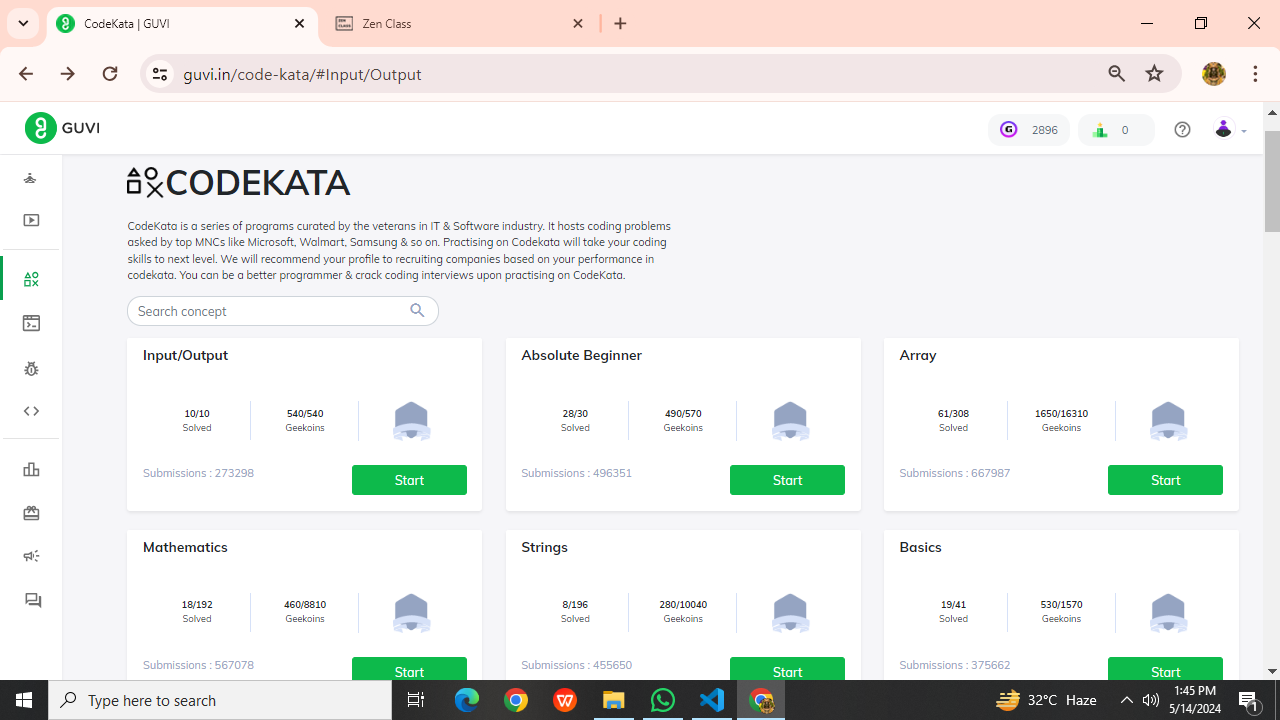 CodeKata | GUVI
Zen Class
guvi.in/code-kata/#Input/Output
GUVI
2896
0
CODEKATA
CodeKata is a series of programs curated by the veterans in IT & Software industry. It hosts coding problems
asked by top MNCs like Microsoft, Walmart, Samsung & so on. Practising on Codekata will take your coding
skills to next level. We will recommend your profile to recruiting companies based on your performance in
codekata. You can be a better programmer & crack coding interviews upon practising on CodeKata.
Search concept
Input/Output
10/10
Solved
540/540
Geekoins
Submissions : 273298
Start
Absolute Beginner
28/30
Solved
490/570
Geekoins
Submissions : 496351
Start
Array
61/308
Solved
1650/16310
Geekoins
Submissions : 667987
Start
Mathematics
18/192
Solved
460/8810
Geekoins
Submissions : 567078
Start
Strings
8/196
Solved
280/10040
Geekoins
Submissions : 455650
Start
Basics
19/41
Solved
530/1570
Geekoins
Submissions : 375662
Start
Type here to search
32°C Haze
1:45 PM
5/14/2024
1